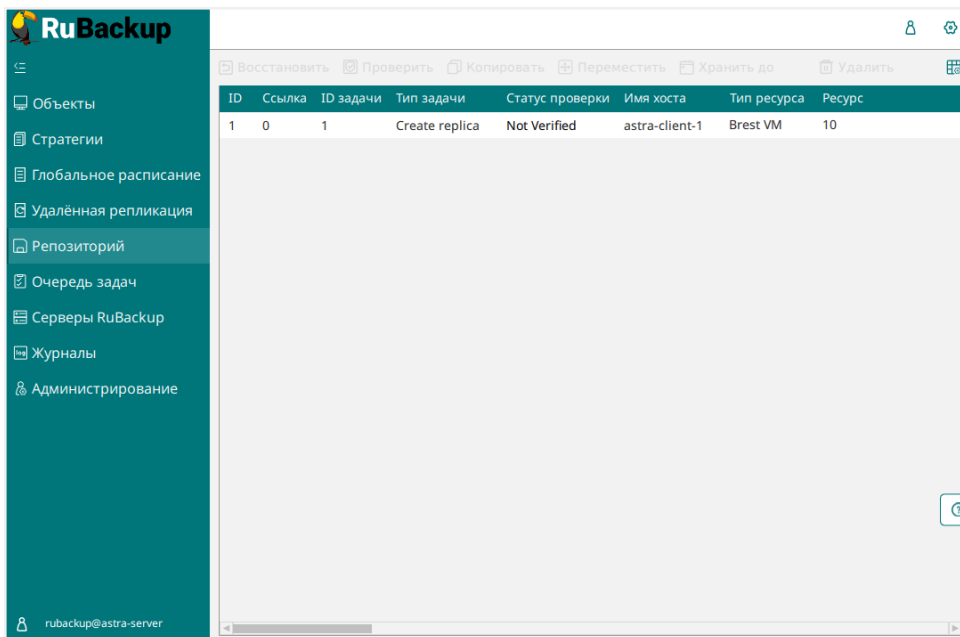 RuBackup
Восстановить Проверить Копировать Переместить Хранить до Удалить
Объекты
Стратегии
Глобальное расписание
Удалённая репликация
Репозиторий
Очередь задач
Серверы RuBackup
log Журналы
Администрирование
rubackup@astra-server
ID Ссылка ID задачи Тип задачи Статус проверки Имя хоста Тип ресурса Ресурс
1 0 1 Create replica Not Verified astra-client-1 Brest VM 10
?